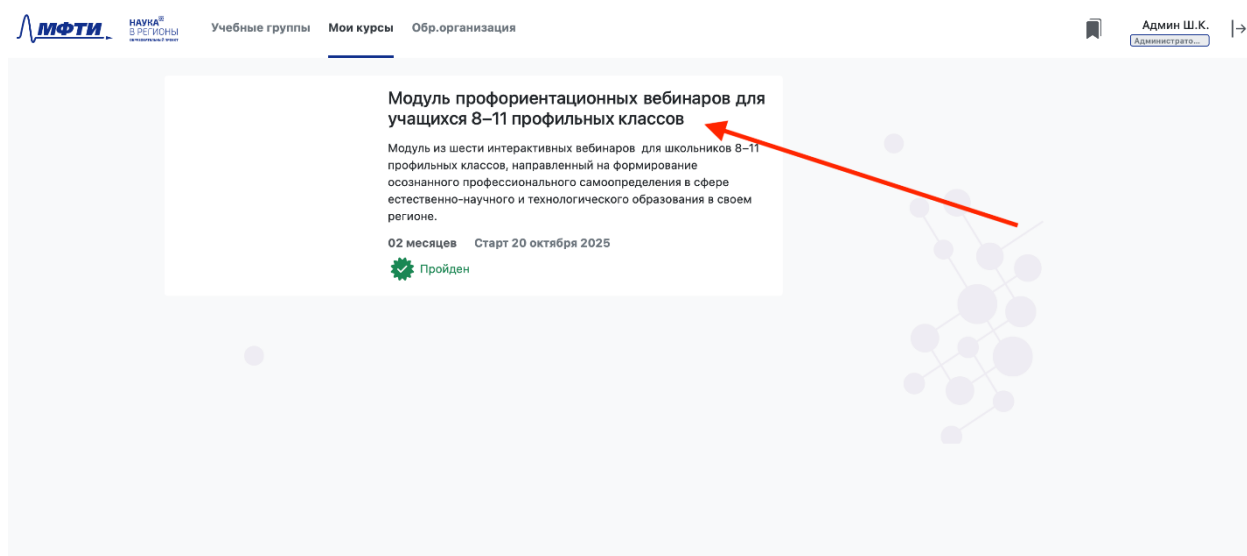 МФТИ
НАУКА
В РЕГИОНЫ
Учебные группы Мои курсы Обр.организация
Админ Ш.К.
Администрато...
Модуль профориентационных вебинаров для
учащихся 8–11 профильных классов
Модуль из шести интерактивных вебинаров для школьников 8–11
профильных классов, направленный на формирование
осознанного профессионального самоопределения в сфере
естественно-научного и технологического образования в своем
регионе.
02 месяцев Старт 20 октября 2025
Пройден